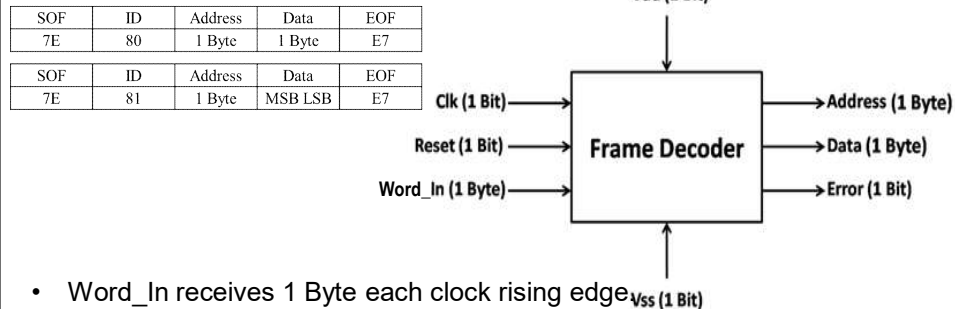 SOF ID Address Data EOF
7E 80 1 Byte 1 Byte E7
SOF ID Address Data EOF
7E 81 1 Byte MSB LSB E7
Clk (1 Bit)
Reset (1 Bit)
Word_In (1 Byte)
Frame Decoder
Address (1 Byte)
Data (1 Byte)
Error (1 Bit)
• Word_In receives 1 Byte each clock rising edge.
Vss (1 Bit)